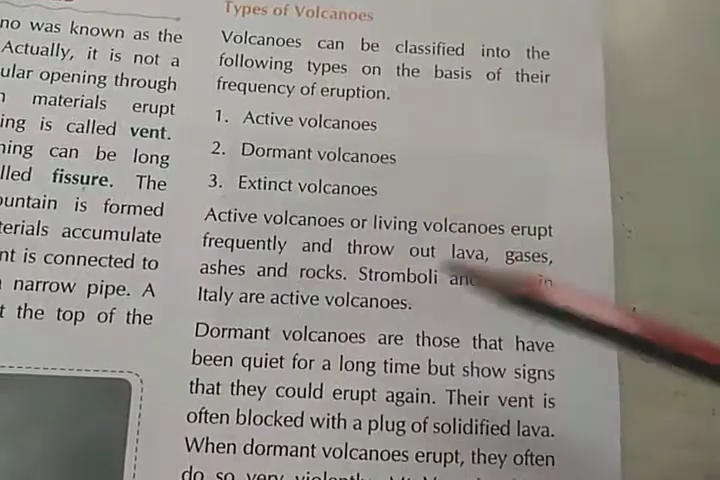 no was known as the
Actually, it is not a
ular opening through
materials erupt
ing is called vent.
ning can be long
lled fissure. The
ountain is formed
terials accumulate
nt is connected to
narrow pipe. A
t the top of the
Types of Volcanoes
Volcanoes can be classified into the
following types on the basis of their
frequency of eruption.
1. Active volcanoes
2. Dormant volcanoes
3. Extinct volcanoes
Active volcanoes or living volcanoes erupt
frequently and throw out lava, gases,
ashes and rocks. Stromboli and in
Italy are active volcanoes.
Dormant volcanoes are those that have
been quiet for a long time but show signs
that they could erupt again. Their vent is
often blocked with a plug of solidified lava.
When dormant volcanoes erupt, they often
do so very violently.